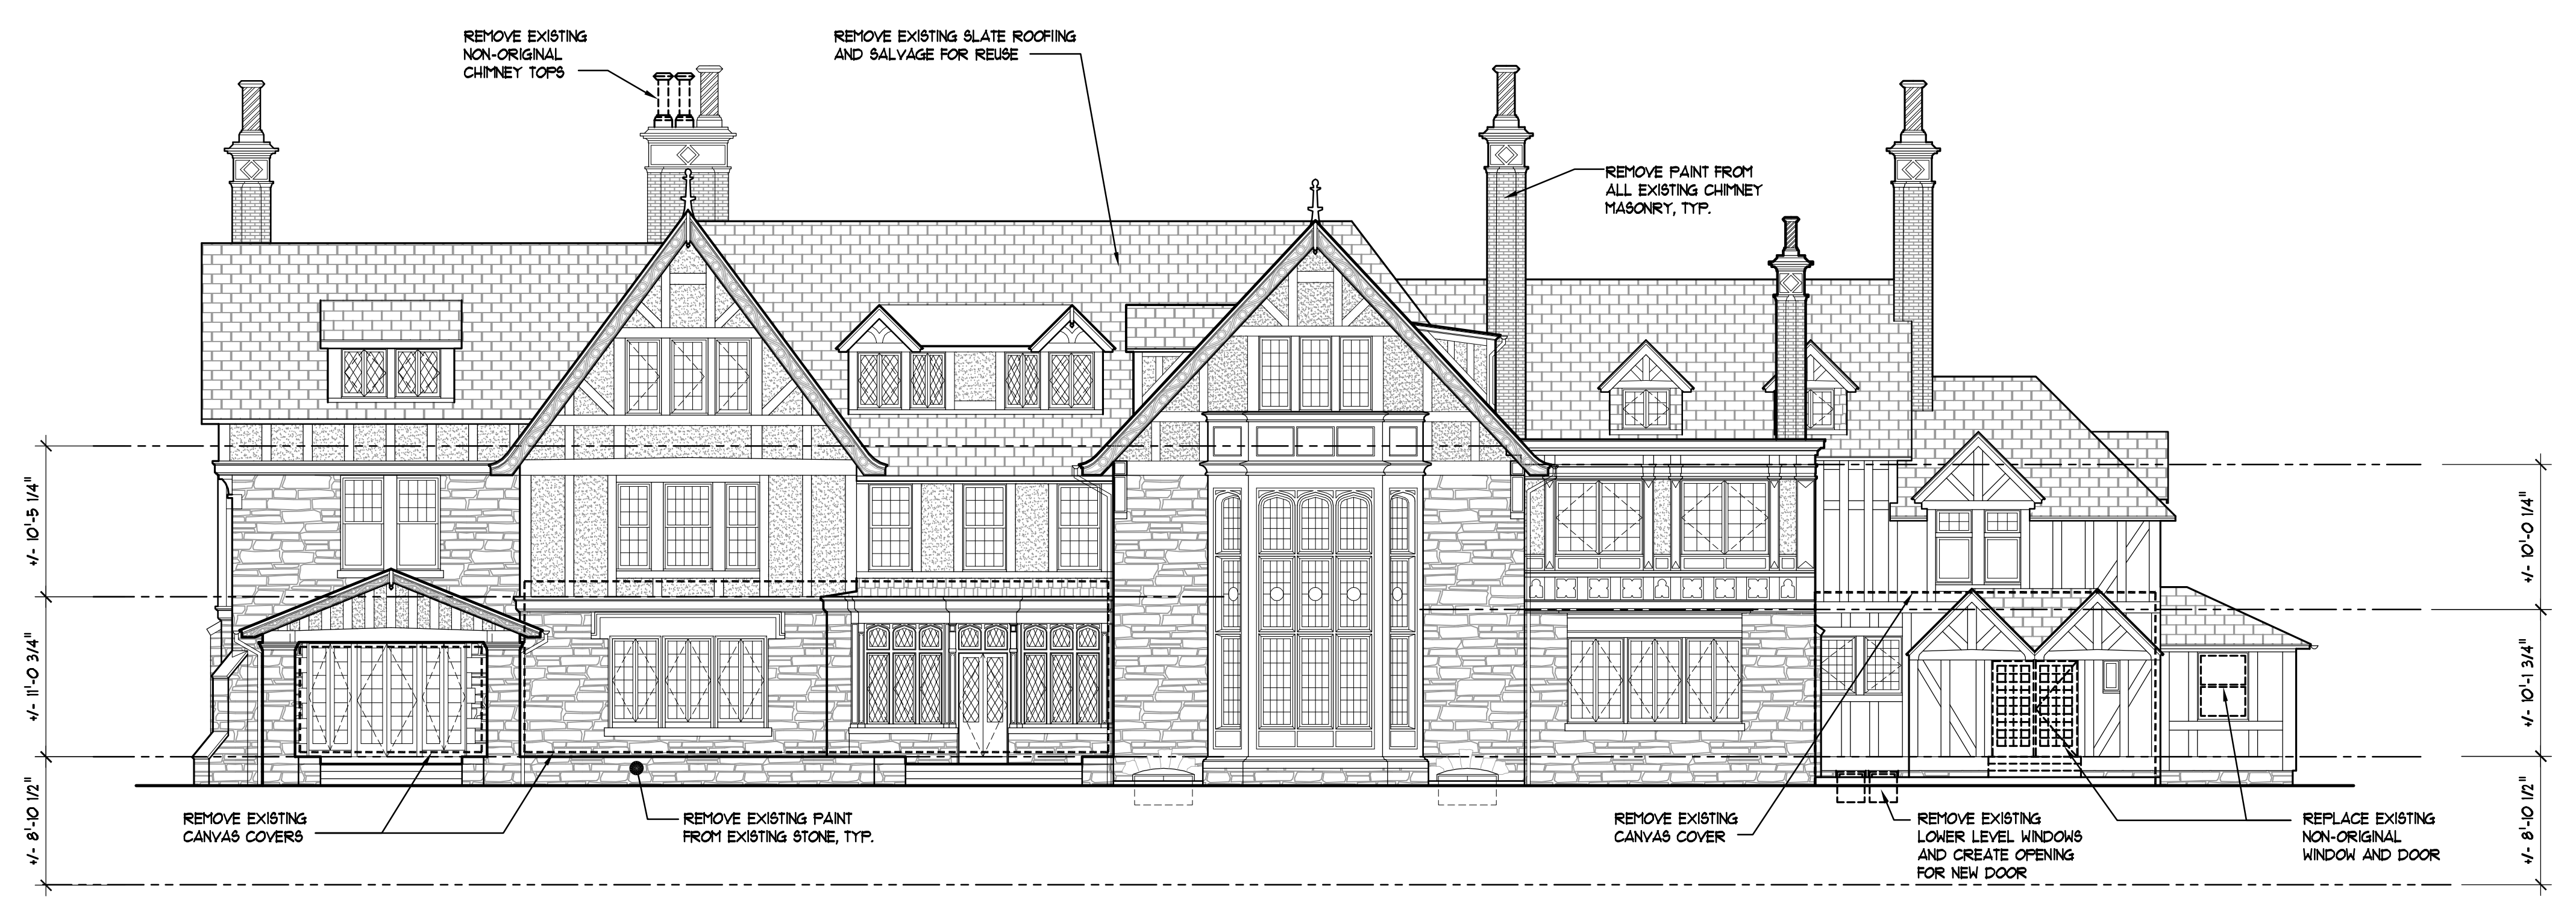 REMOVE EXISTING
NON-ORIGINAL
CHIMNEY TOPS
REMOVE EXISTING SLATE ROOFIING
AND SALVAGE FOR REUSE
REMOVE PAINT FROM
ALL EXISTING CHIMNEY
MASONRY, TYP.
+/- 10'-5 1/4"
+/- 11'-0 3/4"
+/- 8'-10 1/2"
+/- 10'-0 1/4"
+/- 10'-1 3/4"
+/- 8'-10 1/2"
REMOVE EXISTING
CANVAS COVERS
REMOVE EXISTING PAINT
FROM EXISTING STONE, TYP.
REMOVE EXISTING
CANVAS COVER
REMOVE EXISTING
LOWER LEVEL WINDOWS
AND CREATE OPENING
FOR NEW DOOR
REPLACE EXISTING
NON-ORIGINAL
WINDOW AND DOOR